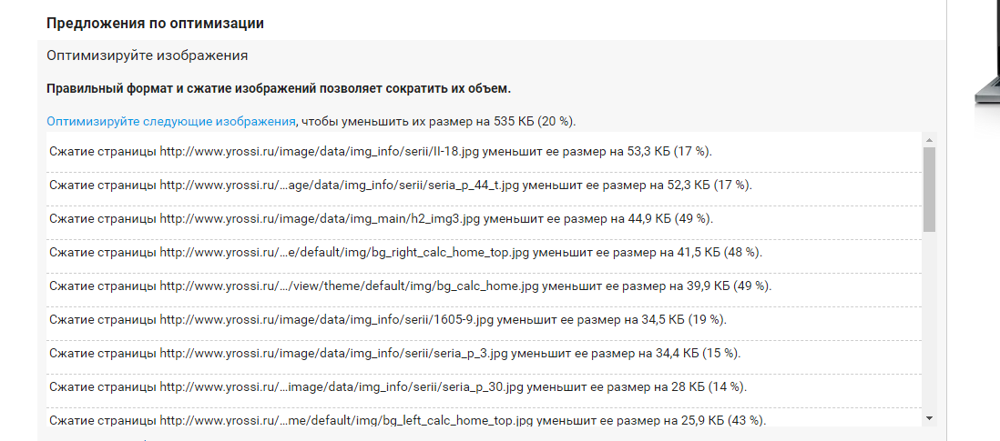 Предложения по оптимизации
Оптимизируйте изображения
Правильный формат и сжатие изображений позволяет сократить их объем.
Оптимизируйте следующие изображения, чтобы уменьшить их размер на 535 КБ (20 %).
Сжатие страницы http://www.yrossi.ru/image/data/img_info/serii/II-18.jpg уменьшит ее размер на 53,3 КБ (17 %).
Сжатие страницы http://www.yrossi.ru/…age/data/img_info/serii/seria_p_44_t.jpg уменьшит ее размер на 52,3 КБ (17 %).
Сжатие страницы http://www.yrossi.ru/image/data/img_main/h2_img3.jpg уменьшит ее размер на 44,9 КБ (49 %).
Сжатие страницы http://www.yrossi.ru/…e/default/img/bg_right_calc_home_top.jpg уменьшит ее размер на 41,5 КБ (48 %).
Сжатие страницы http://www.yrossi.ru/…/view/theme/default/img/bg_calc_home.jpg уменьшит ее размер на 39,9 КБ (49 %).
Сжатие страницы http://www.yrossi.ru/image/data/img_info/serii/1605-9.jpg уменьшит ее размер на 34,5 КБ (19 %).
Сжатие страницы http://www.yrossi.ru/image/data/img_info/serii/seria_p_3.jpg уменьшит ее размер на 34,4 КБ (15 %).
Сжатие страницы http://www.yrossi.ru/…image/data/img_info/serii/seria_p_30.jpg уменьшит ее размер на 28 КБ (14 %).
Сжатие страницы http://www.yrossi.ru/…me/default/img/bg_left_calc_home_top.jpg уменьшит ее размер на 25,9 КБ (43 %).